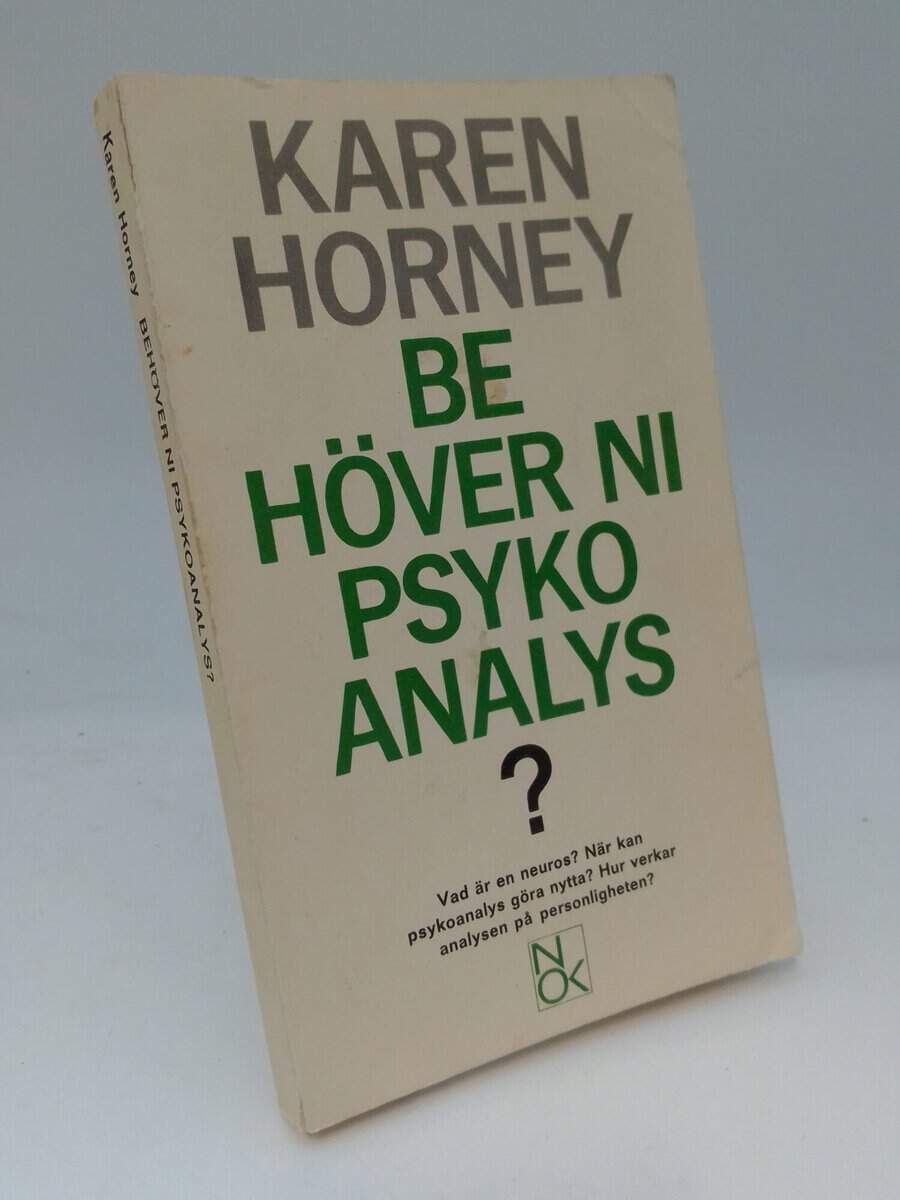 KAREN
HORNEY
BE
HÖVER NI
PSYKO
ANALYS
?
Vad är en neuros? När kan
psykoanalys göra nytta? Hur verkar
analysen på personligheten?
N
OK
Karen Horney BEHÖVER NI PSYKOANALYS?